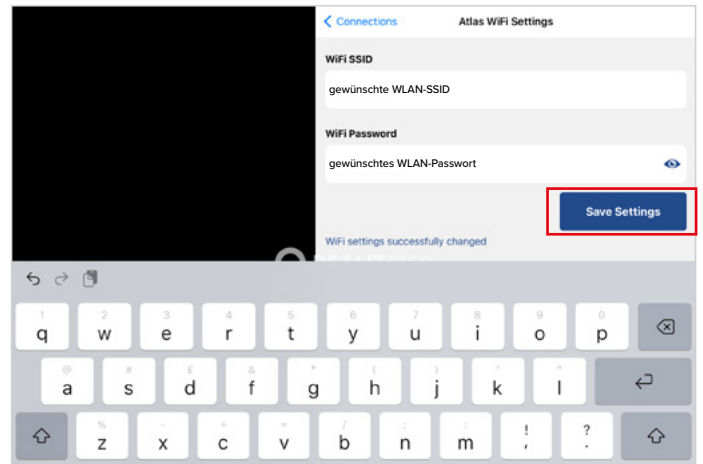 Connections Atlas WiFi Settings
WiFi SSID
gewünschte WLAN-SSID
WiFi Password
gewünschtes WLAN-Passwort
Save Settings
WiFi settings successfully changed
1 2 3 4 5 6 7 8 9 0
q w e r t y u i o p
@ # £ & * ( ) ' "
a s d f g h j k l
% - + = / ; : ! ?
z x c v b n m , .